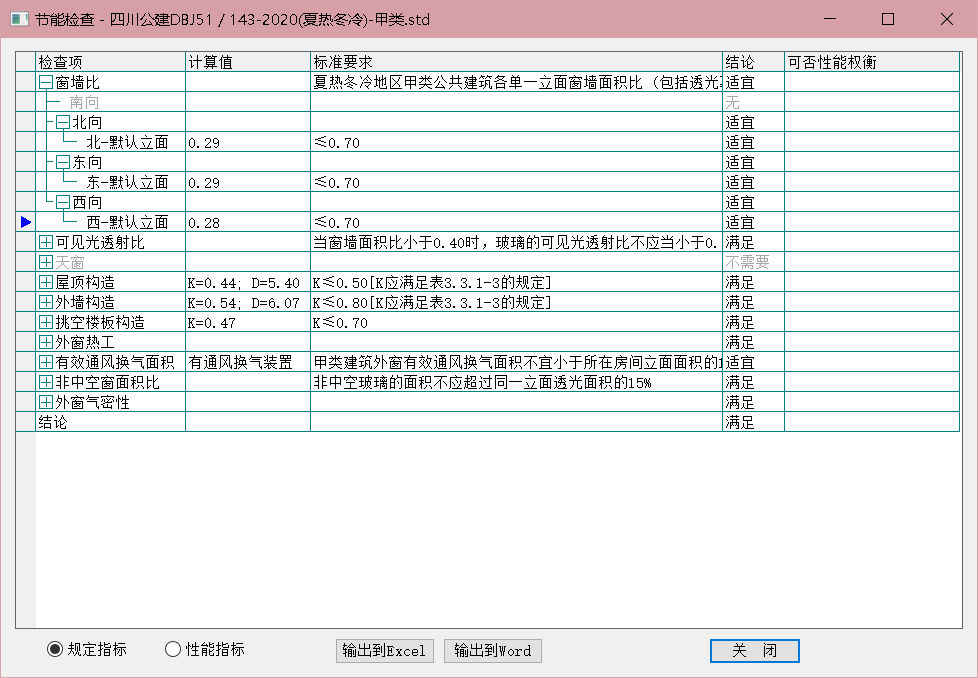 节能检查 - 四川公建DBJ51 / 143-2020(夏热冬冷)-甲类.std
检查项 计算值 标准要求 结论 可否性能权衡
窗墙比 夏热冬冷地区甲类公共建筑各单一立面窗墙面积比（包括透光 适宜
南向 无
北向 适宜
北-默认立面 0.29 ≤0.70 适宜
东向 适宜
东-默认立面 0.29 ≤0.70 适宜
西向 适宜
西-默认立面 0.28 ≤0.70 适宜
可见光透射比 当窗墙面积比小于0.40时，玻璃的可见光透射比不应当小于0. 满足
天窗 不需要
屋顶构造 K=0.44; D=5.40 K≤0.50[K应满足表3.3.1-3的规定] 满足
外墙构造 K=0.54; D=6.07 K≤0.80[K应满足表3.3.1-3的规定] 满足
挑空楼板构造 K=0.47 K≤0.70 满足
外窗热工 满足
有效通风换气面积 有通风换气装置 甲类建筑外窗有效通风换气面积不宜小于所在房间立面面积的 适宜
非中空窗面积比 非中空玻璃的面积不应超过同一立面透光面积的15% 满足
外窗气密性 满足
结论 满足
规定指标 性能指标 输出到Excel 输出到Word 关 闭